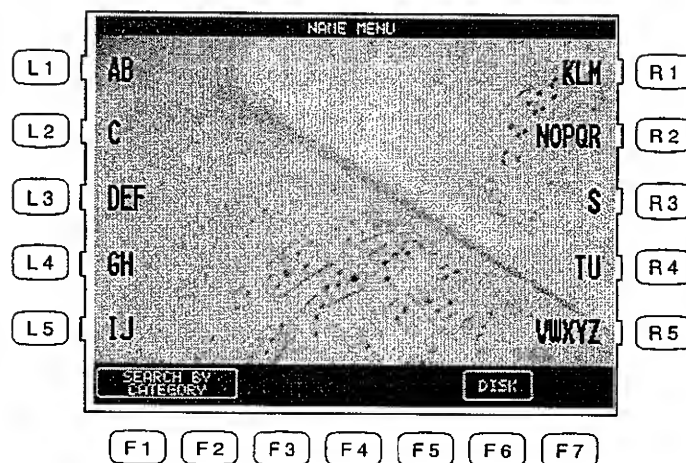 NAME MENU
L1 AB KLM R1
L2 C NOPQR R2
L3 DEF S R3
L4 GH TU R4
L5 IJ VWXYZ R5
SEARCH BY
CATEGORY DISK
F1 F2 F3 F4 F5 F6 F7